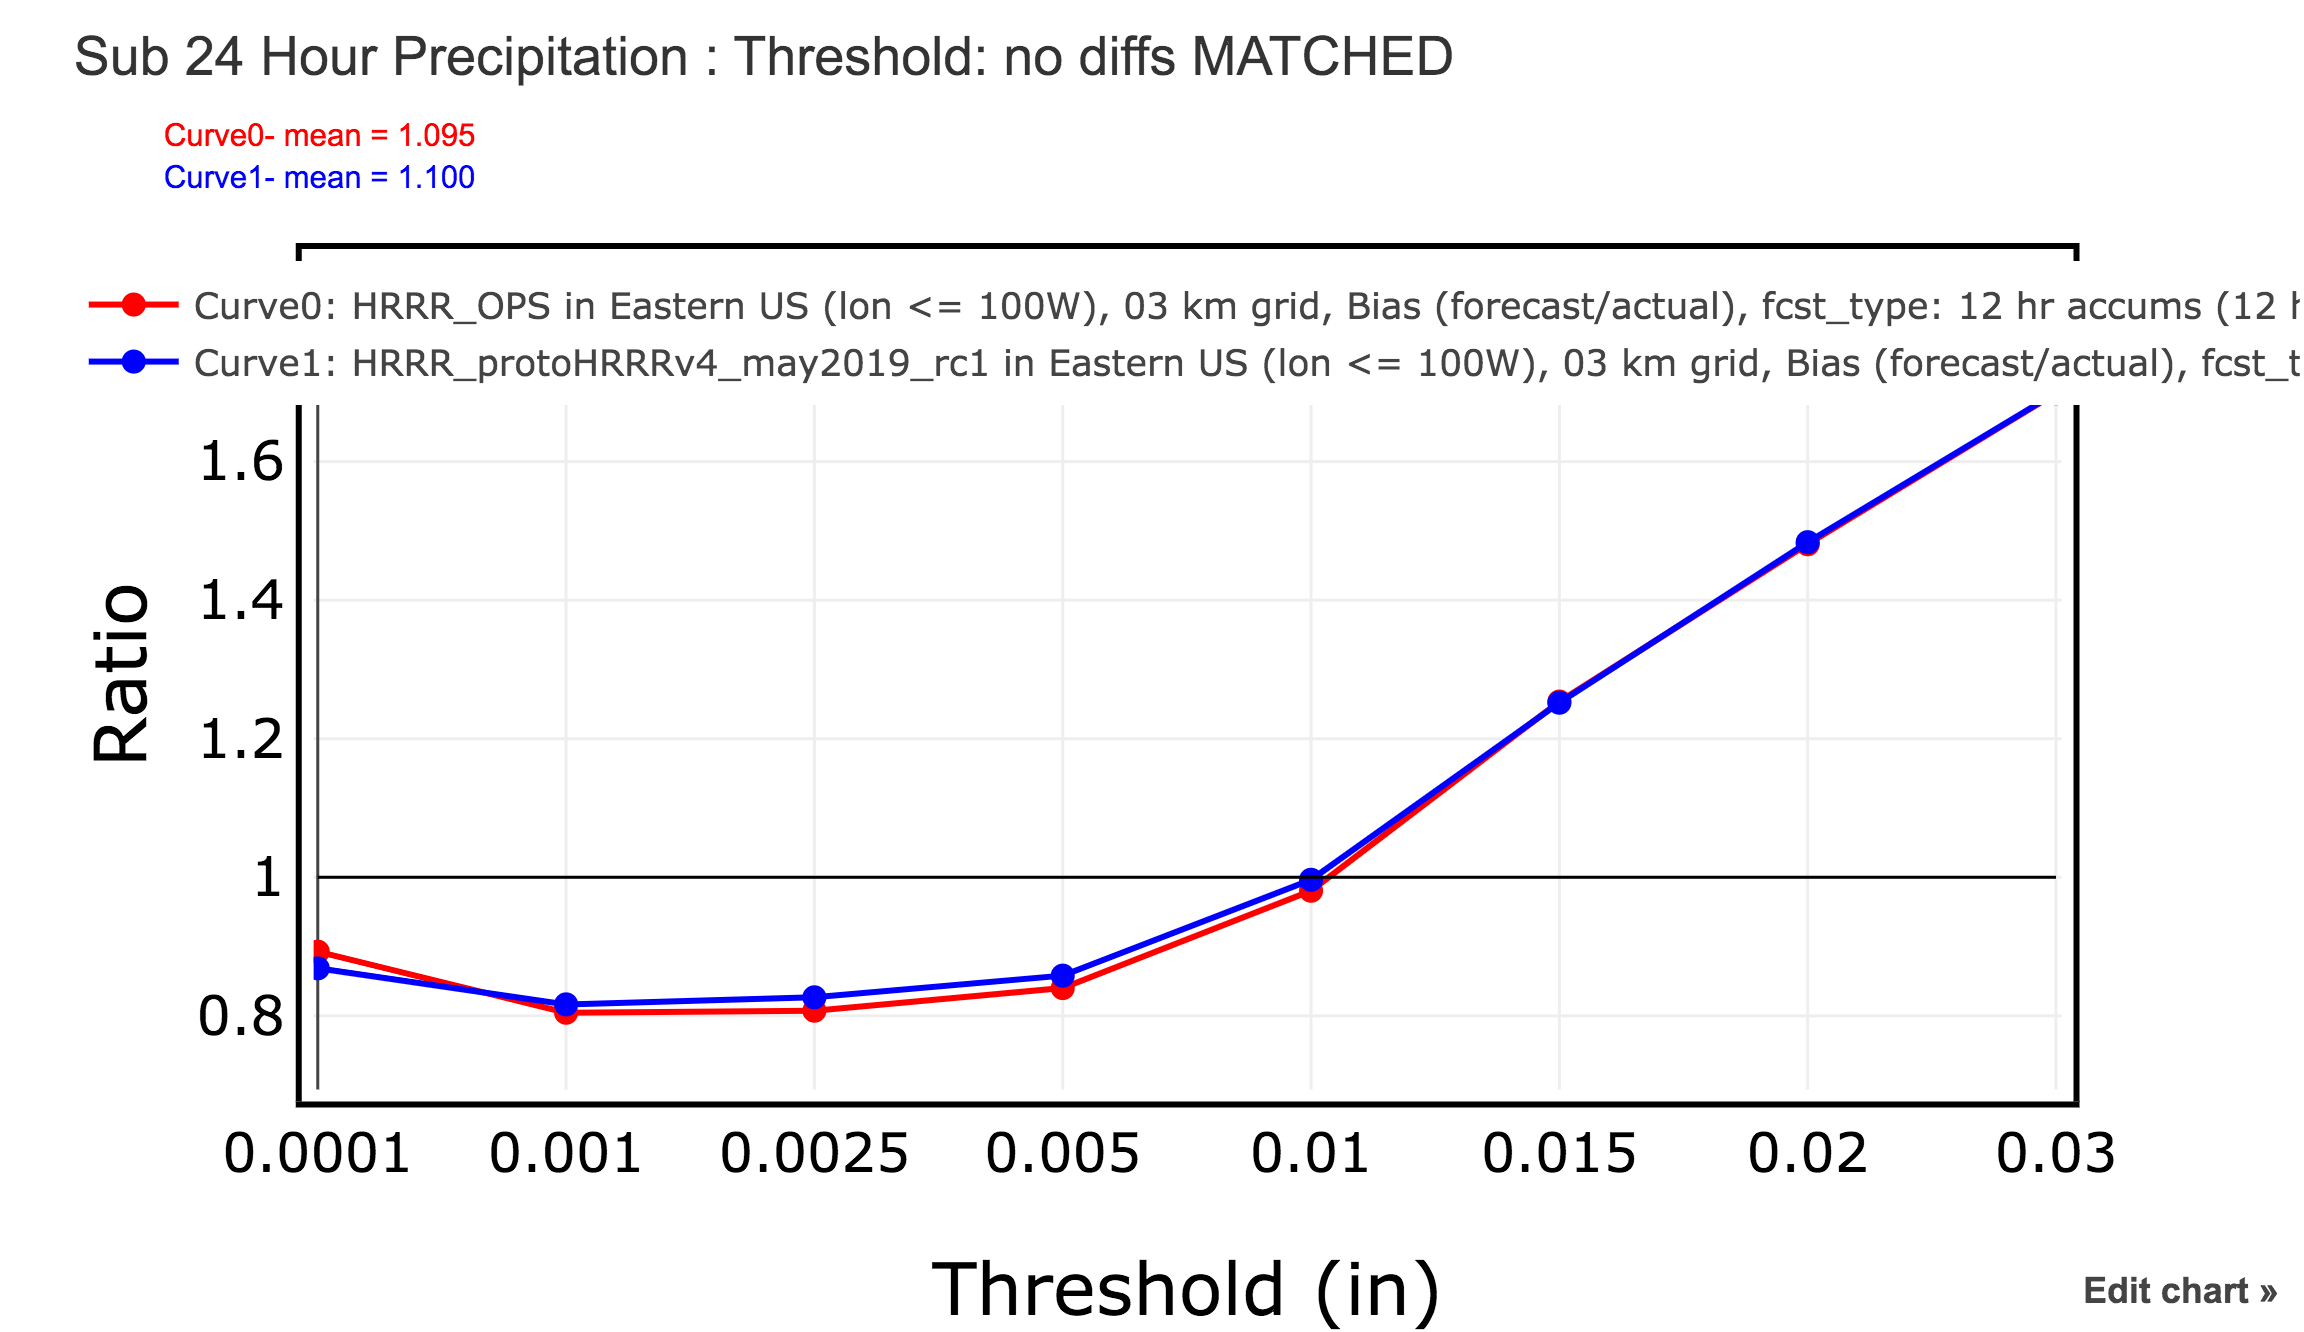 Sub 24 Hour Precipitation : Threshold: no diffs MATCHED
Curve0- mean = 1.095
Curve1- mean = 1.100
Curve0: HRRR_OPS in Eastern US (lon <= 100W), 03 km grid, Bias (forecast/actual), fcst_type: 12 hr accums (12 h
Curve1: HRRR_protoHRRRv4_may2019_rc1 in Eastern US (lon <= 100W), 03 km grid, Bias (forecast/actual), fcst_t
1.6
1.4
1.2
1
0.8
Ratio
0.0001 0.001 0.0025 0.005 0.01 0.015 0.02 0.03
Threshold (in)
Edit chart »